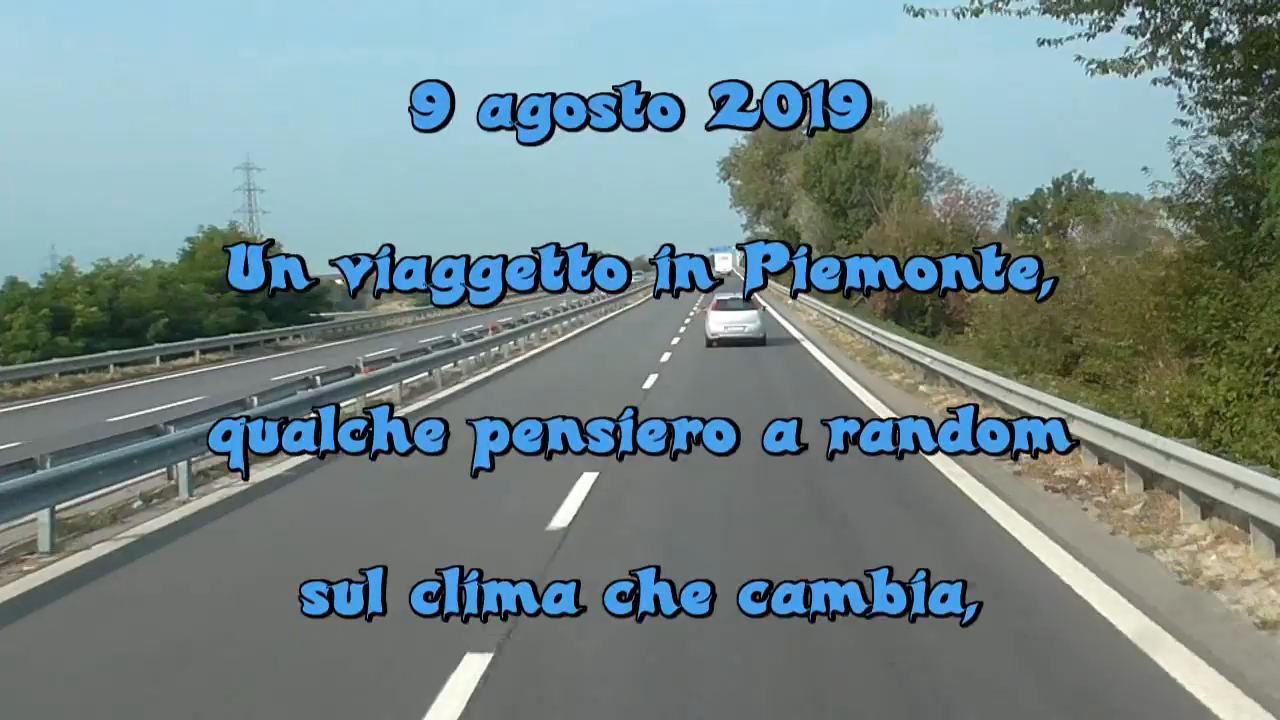 9 agosto 2019
Un viaggetto in Piemonte,
qualche pensiero a random
sul clima che cambia,